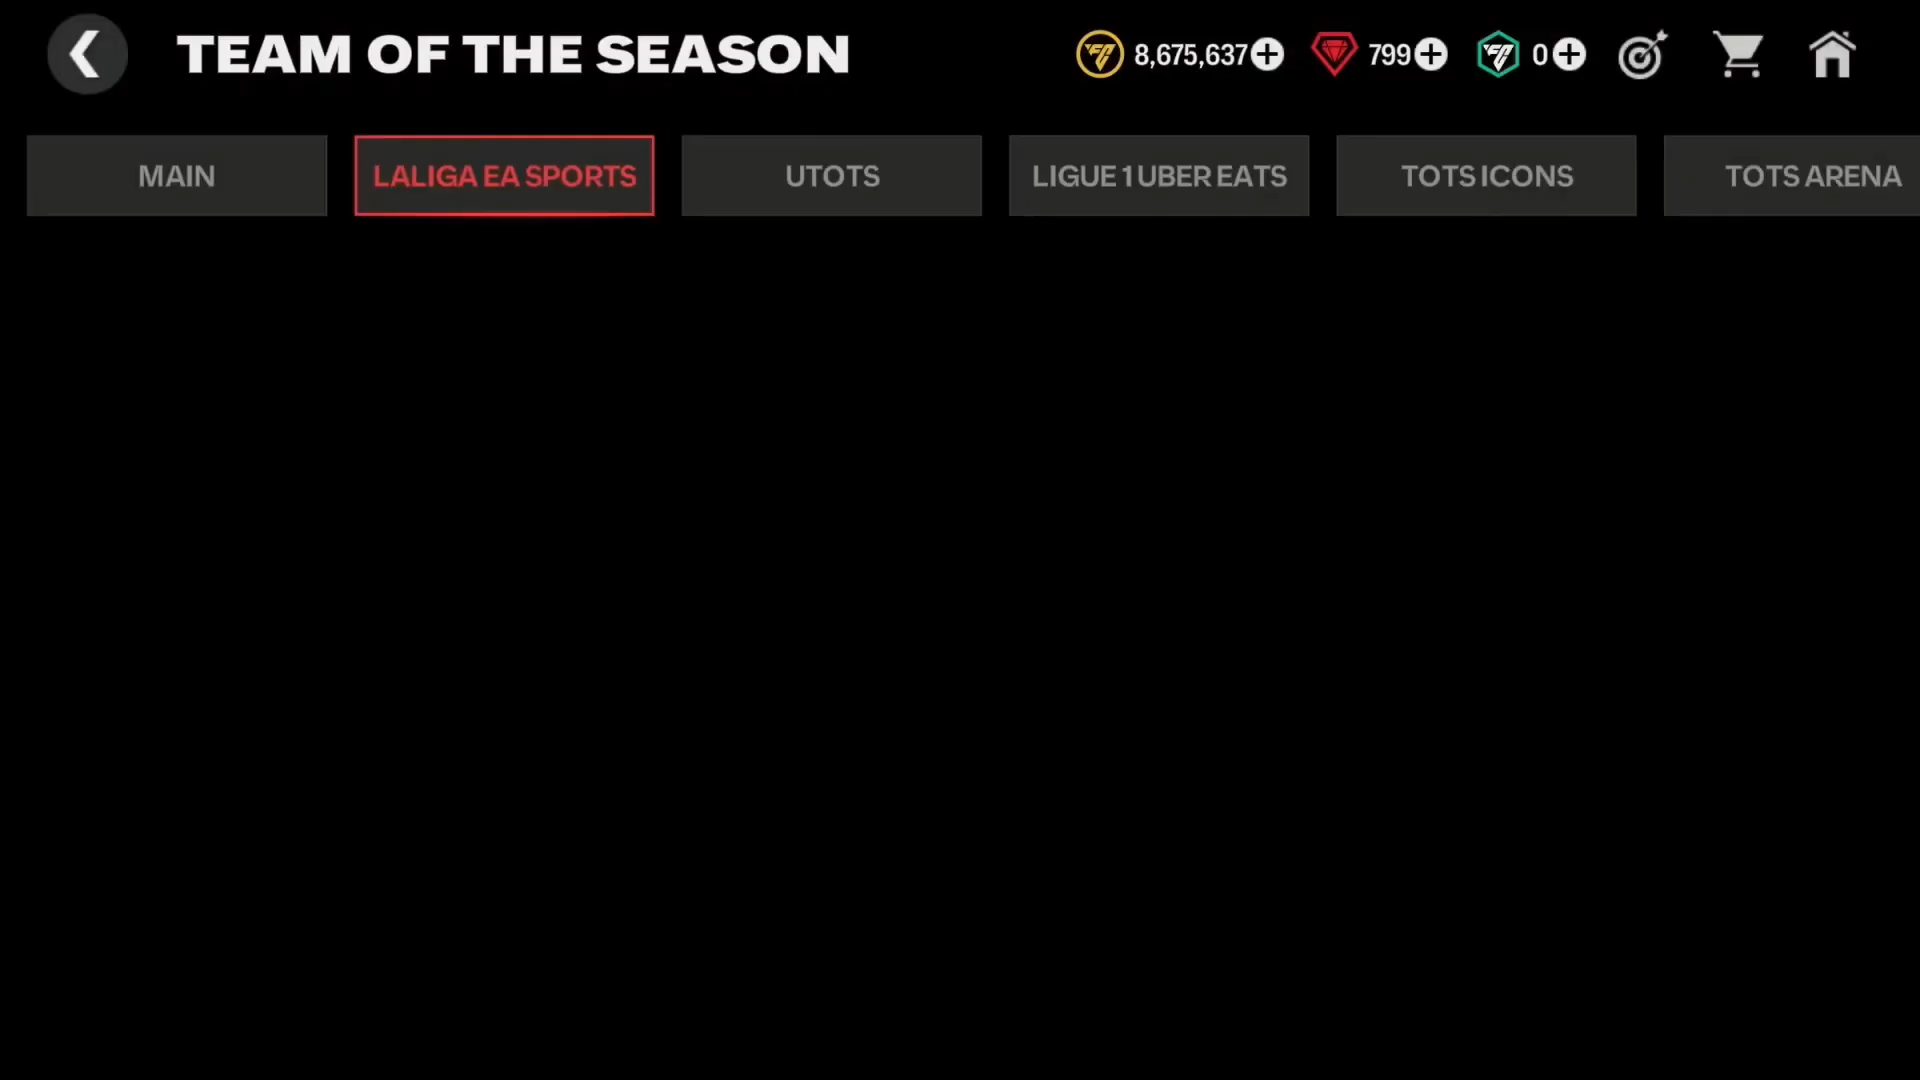 TEAM OF THE SEASON
8,675,637
799
0
MAIN
LALIGA EA SPORTS
UTOTS
LIGUE 1 UBER EATS
TOTS ICONS
TOTS ARENA